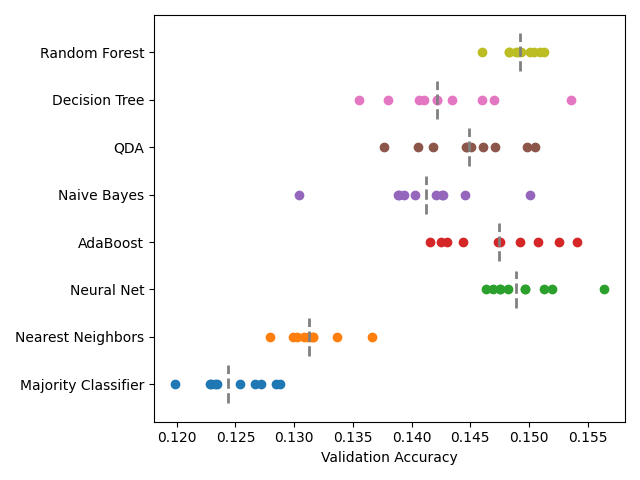 Random Forest
Decision Tree
QDA
Naive Bayes
AdaBoost
Neural Net
Nearest Neighbors
Majority Classifier
0.120 0.125 0.130 0.135 0.140 0.145 0.150 0.155
Validation Accuracy